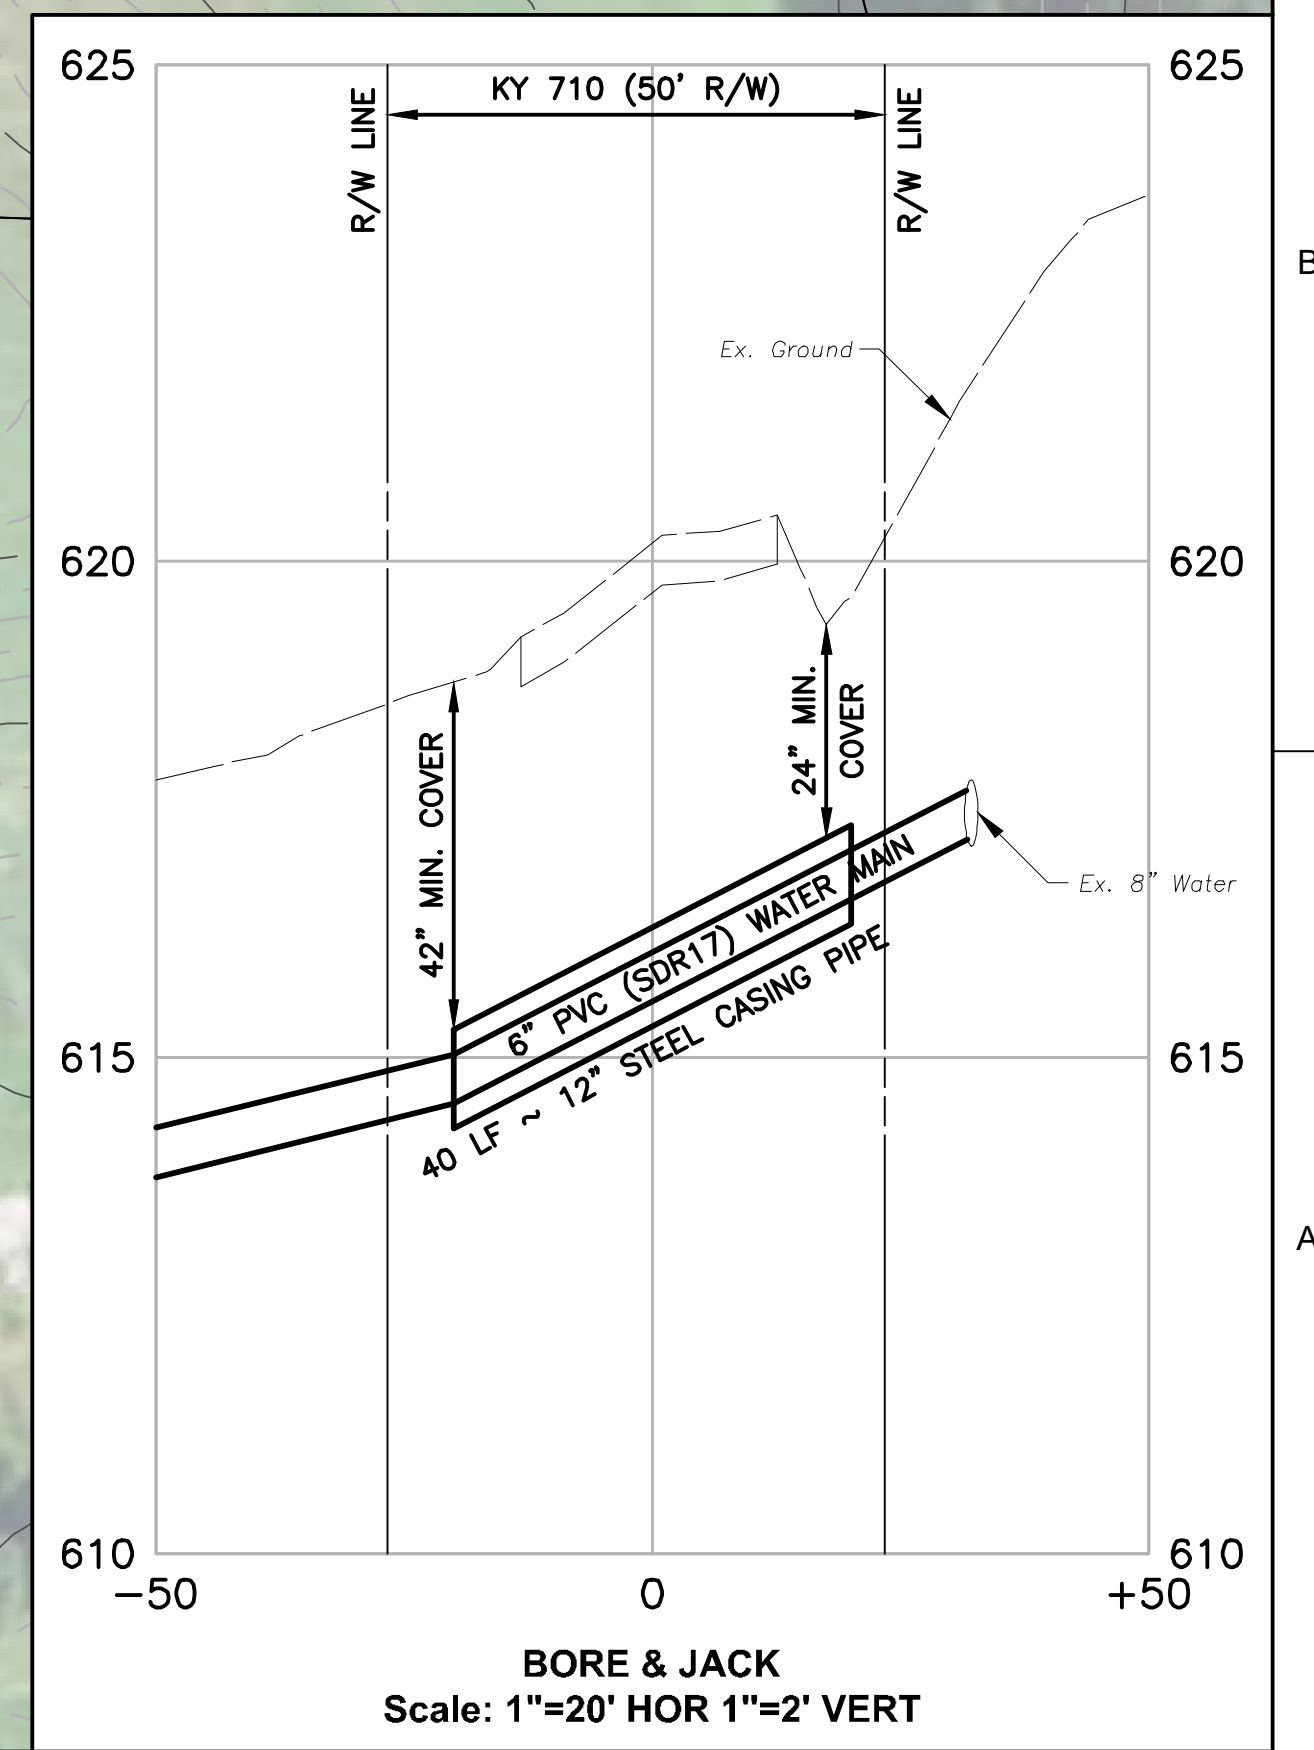 625
625
KY 710 (50' R/W)
R/W LINE
R/W LINE
B
Ex. Ground
620
620
24" MIN.
COVER
42" MIN. COVER
Ex. 8" Water
6" PVC (SDR17) WATER MAIN
40 LF ~ 12" STEEL CASING PIPE
615
615
A
610
610
-50
0
+50
BORE & JACK
Scale: 1"=20' HOR 1"=2' VERT